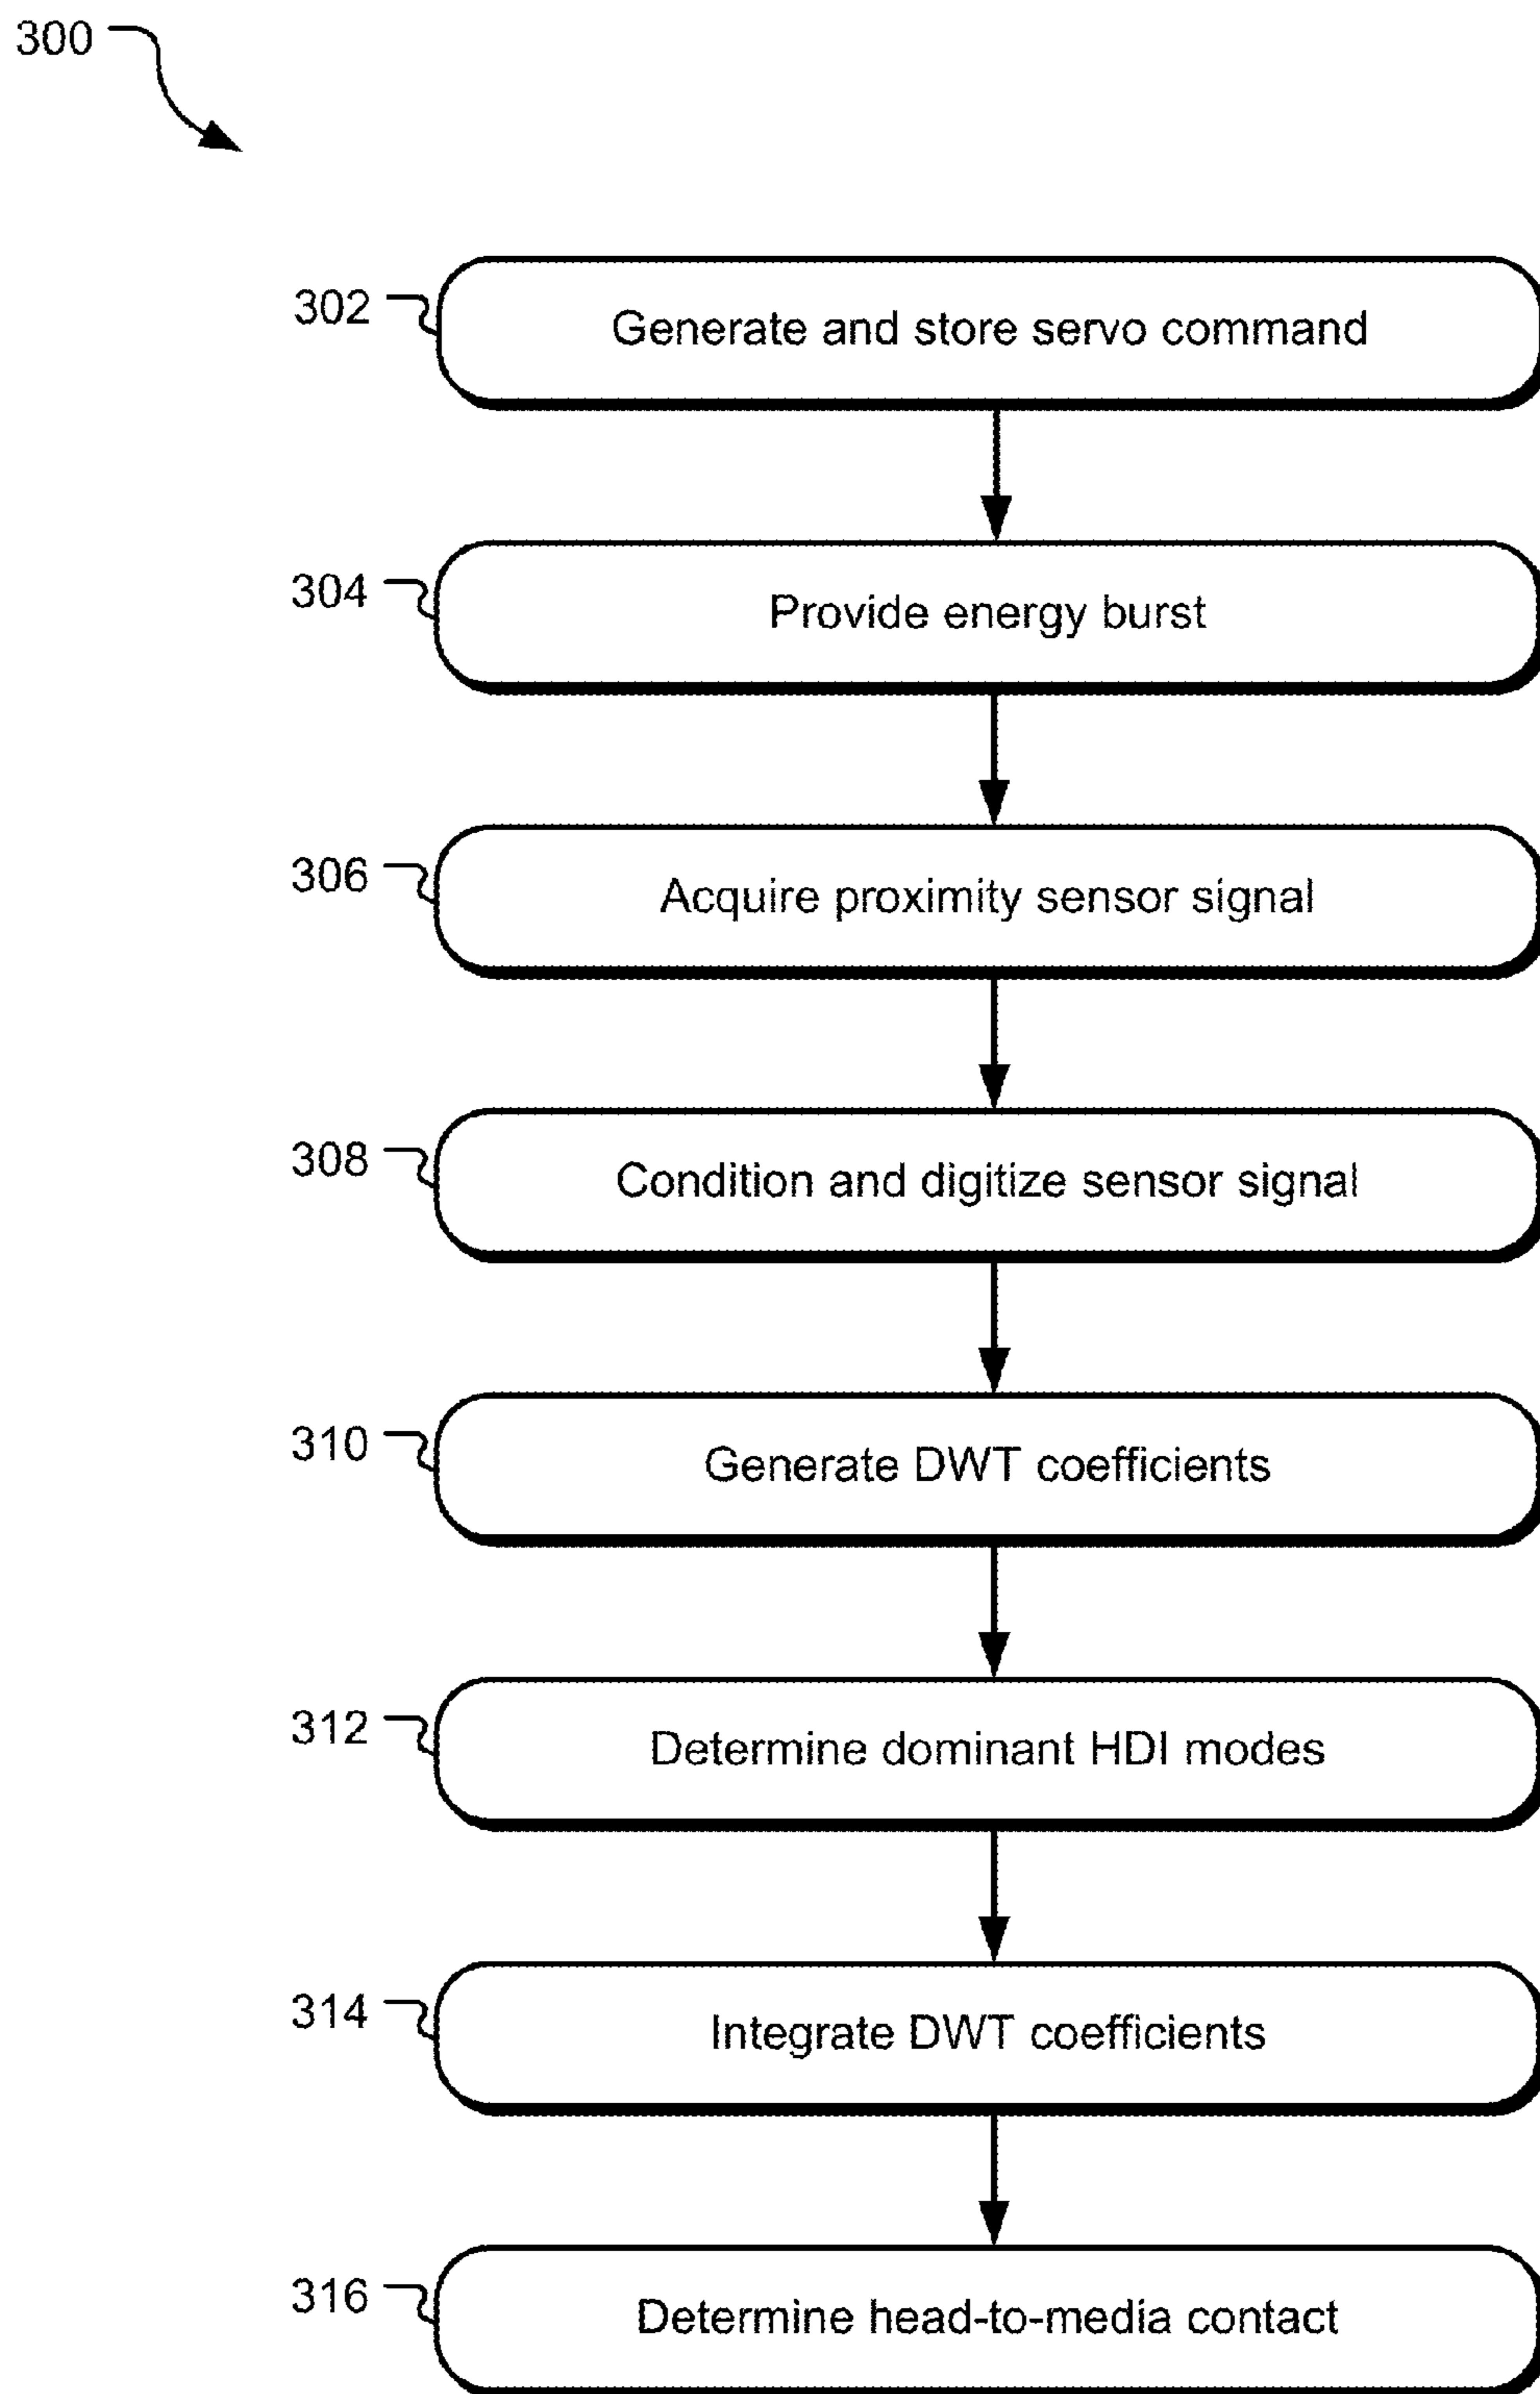 300
302 Generate and store servo command
304 Provide energy burst
306 Acquire proximity sensor signal
308 Condition and digitize sensor signal
310 Generate DWT coefficients
312 Determine dominant HDI modes
314 Integrate DWT coefficients
316 Determine head-to-media contact